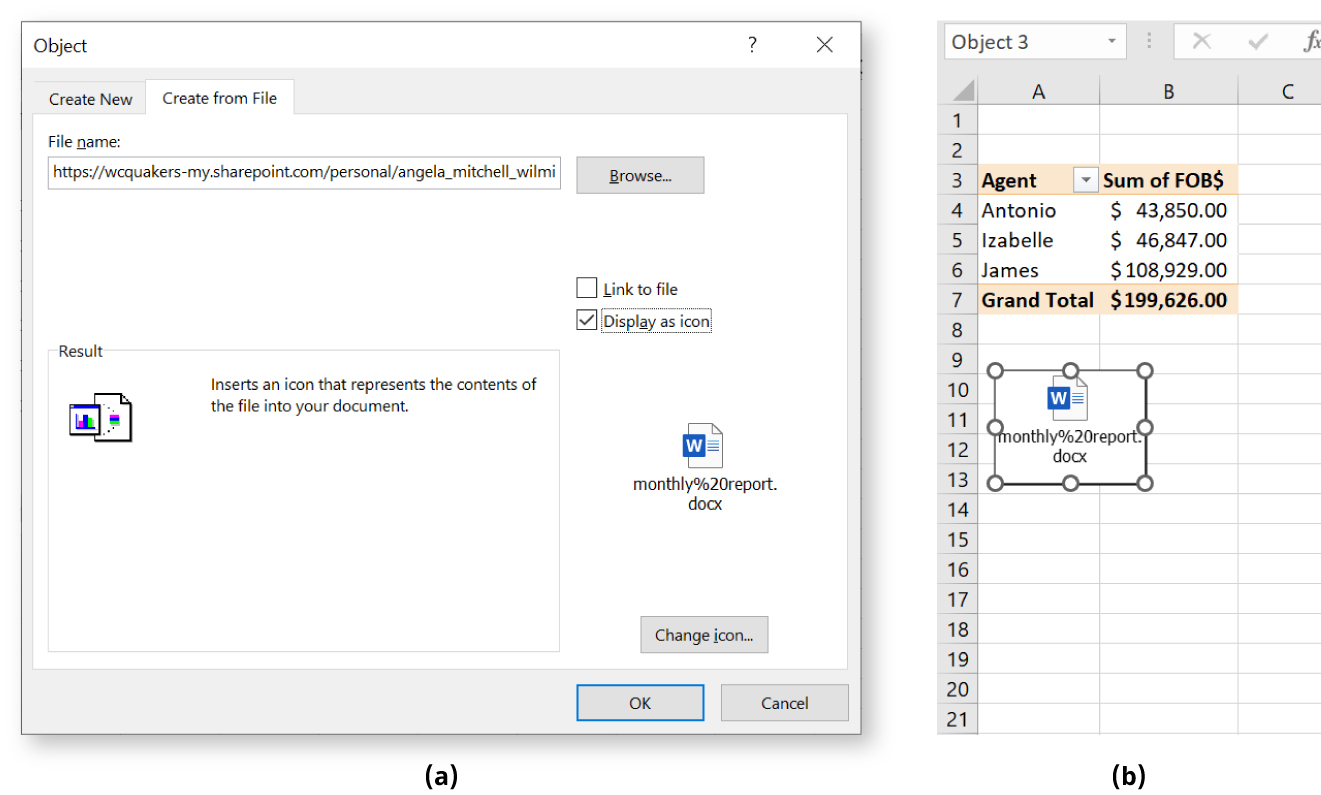 Object
?
Create New
Create from File
File name:
https://wcquakers-my.sharepoint.com/personal/angela_mitchell_wilmi
Browse...
Link to file
Display as icon
Result
Inserts an icon that represents the contents of
the file into your document.
W
monthly%20report.
docx
Change icon...
OK
Cancel
(a)
Object 3
fx
A B C
1
2
3 Agent Sum of FOB$
4 Antonio $ 43,850.00
5 Izabelle $ 46,847.00
6 James $108,929.00
7 Grand Total $199,626.00
8
9
10 W
11
monthly%20report.
12
docx
13
14
15
16
17
18
19
20
21
(b)